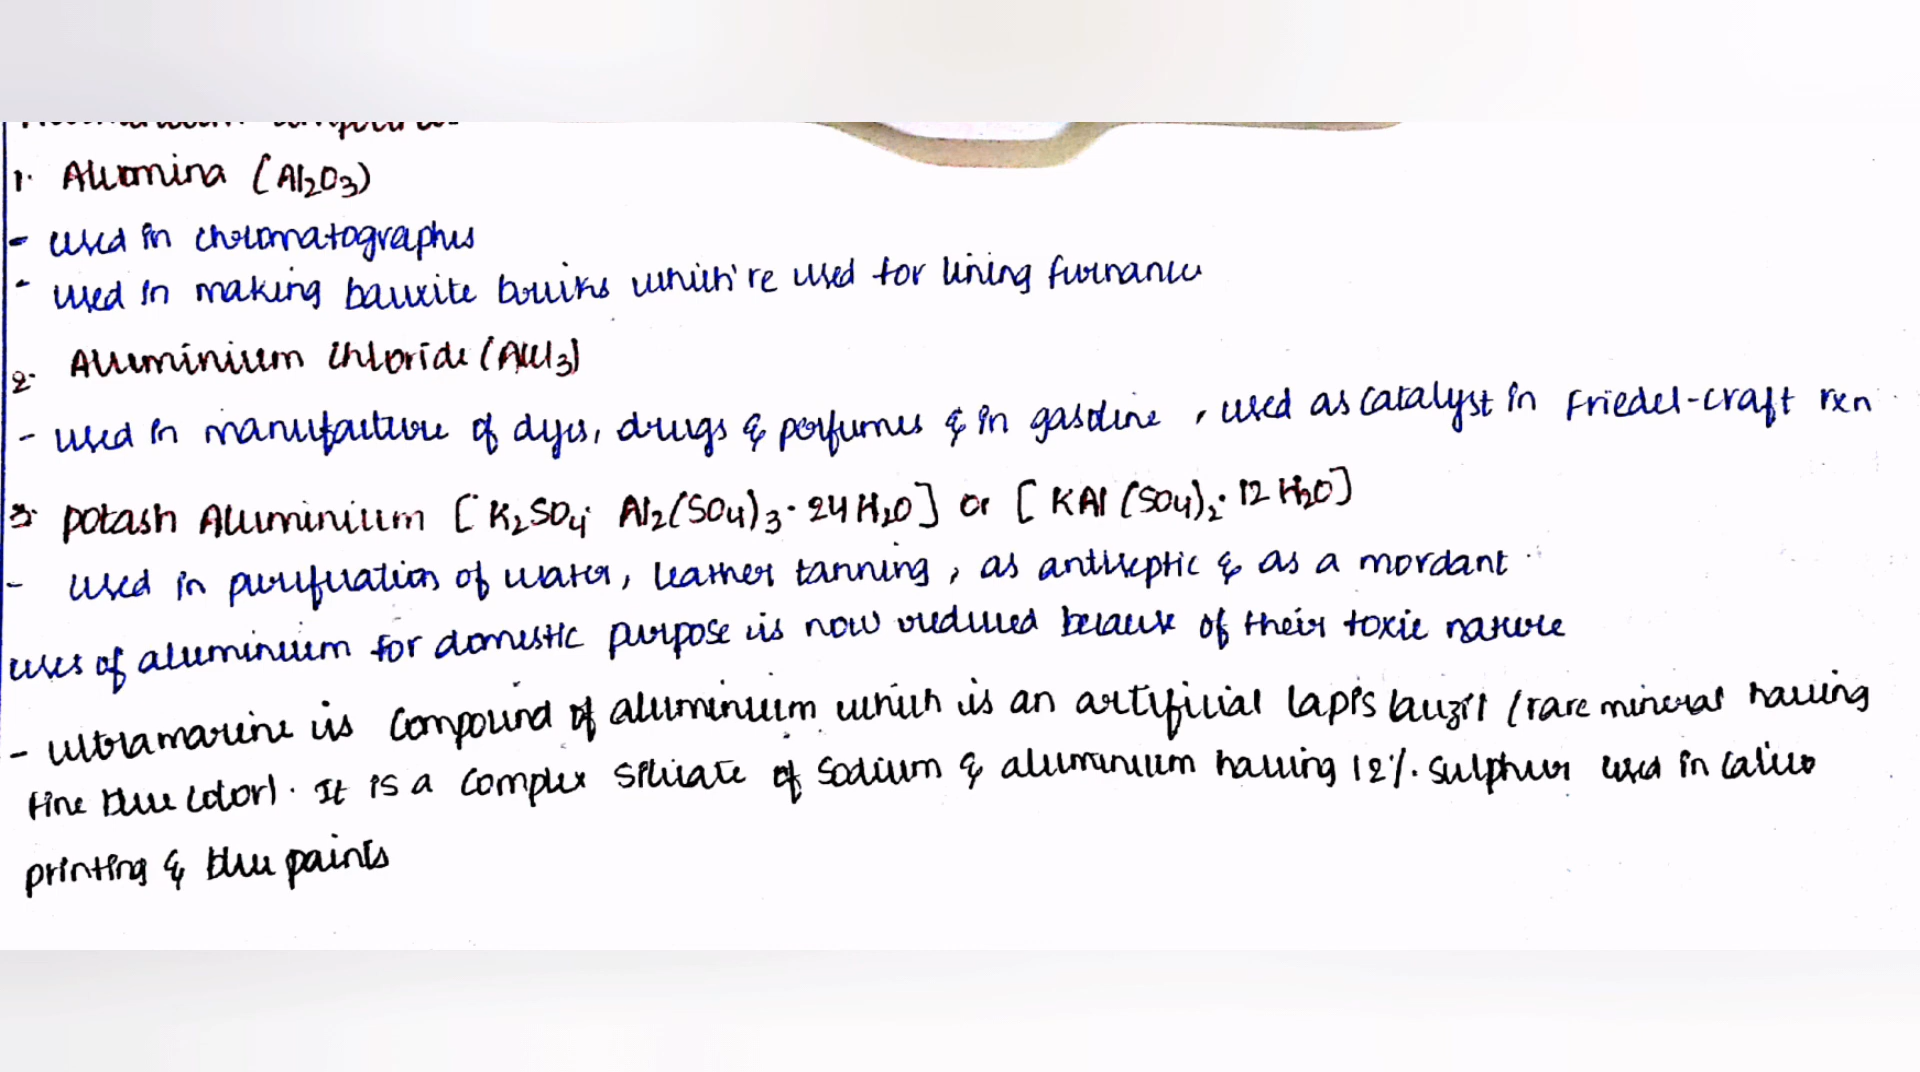 1. Alumina (Al2O3)
- used in chromatographs
- used in making bauxite bricks which're used for lining furnance
2. Aluminium chloride (AlCl3)
- used in manufacture of dyes, drugs & perfumes & in gasoline, used as catalyst in Friedel-craft rxn
3. potash Aluminium [K2SO4. Al2(SO4)3. 24H2O] or [KAl(SO4)2. 12H2O]
- used in purification of water, leather tanning, as antiseptic & as a mordant
uses of aluminium for domestic purpose is now reduced because of their toxic nature
- ultramarine is compound of aluminium which is an artificial lapis (rare mineral having
fine blue color). It is a complex silicate of sodium & aluminium having 12%. sulphur used in calico
printing & blue paints